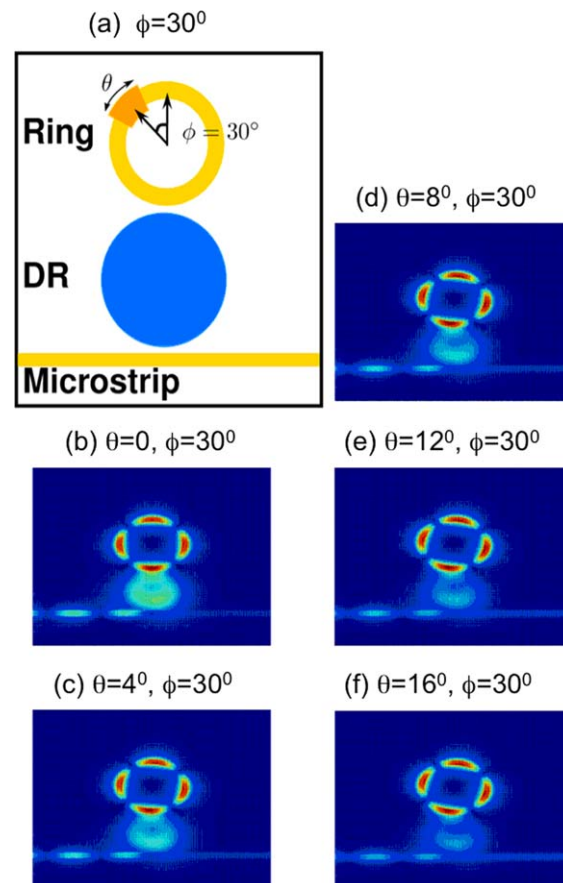 (a) ϕ=30⁰
θ
Ring
ϕ = 30°
DR
Microstrip
(b) θ=0, ϕ=30⁰
(c) θ=4⁰, ϕ=30⁰
(d) θ=8⁰, ϕ=30⁰
(e) θ=12⁰, ϕ=30⁰
(f) θ=16⁰, ϕ=30⁰